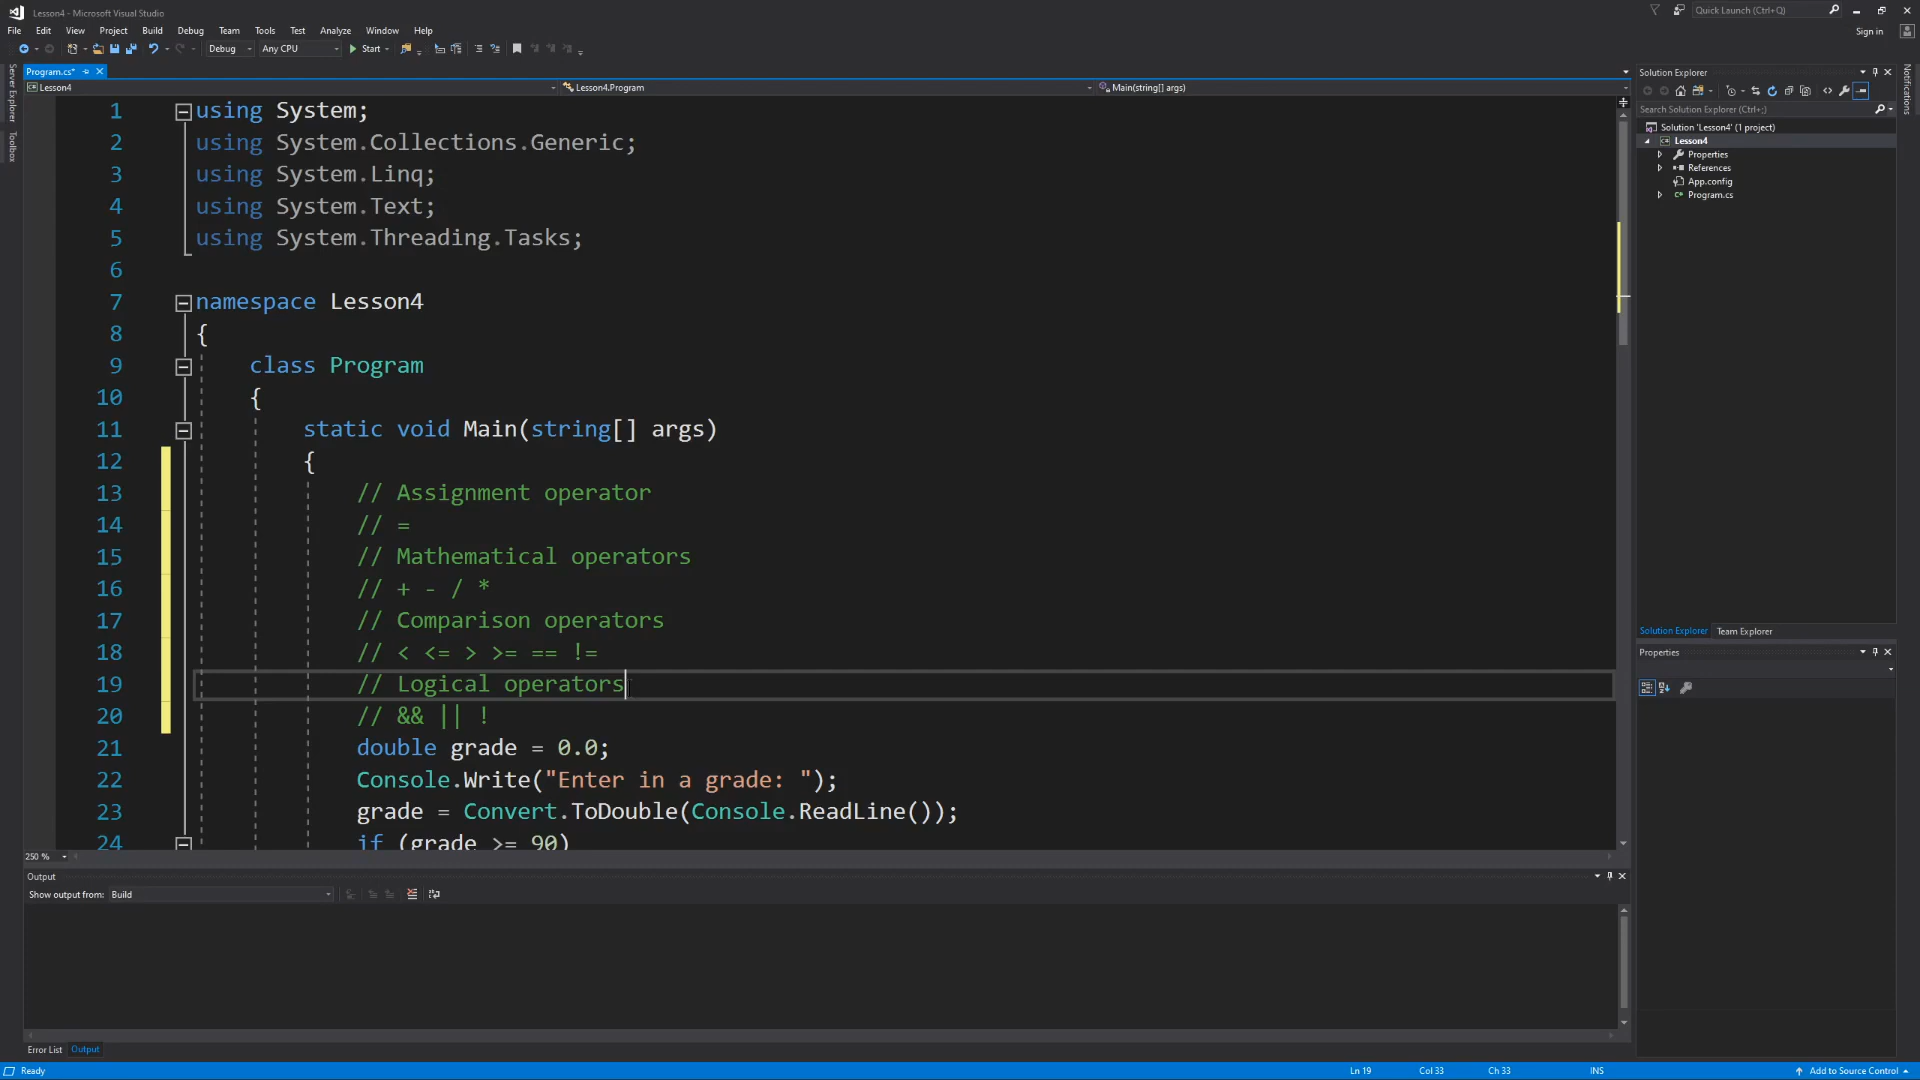 Lesson4 - Microsoft Visual Studio
Quick Launch (Ctrl+Q)
File Edit View Project Build Debug Team Tools Test Analyze Window Help
Sign in
Debug Any CPU Start
Server Explorer
Toolbox
Notifications
Program.cs*
Lesson4 Lesson4.Program Main(string[] args)
1 using System;
2 using System.Collections.Generic;
3 using System.Linq;
4 using System.Text;
5 using System.Threading.Tasks;
6
7 namespace Lesson4
8 {
9 class Program
10 {
11 static void Main(string[] args)
12 {
13 // Assignment operator
14 // =
15 // Mathematical operators
16 // + - / *
17 // Comparison operators
18 // < <= > >= == !=
19 // Logical operators
20 // && || !
21 double grade = 0.0;
22 Console.Write("Enter in a grade: ");
23 grade = Convert.ToDouble(Console.ReadLine());
24 if (grade >= 90)
250 %
Solution Explorer
Search Solution Explorer (Ctrl+;)
Solution 'Lesson4' (1 project)
Lesson4
Properties
References
App.config
Program.cs
Solution Explorer Team Explorer
Properties
Output
Show output from: Build
Error List Output
Ready Ln 19 Col 33 Ch 33 INS Add to Source Control